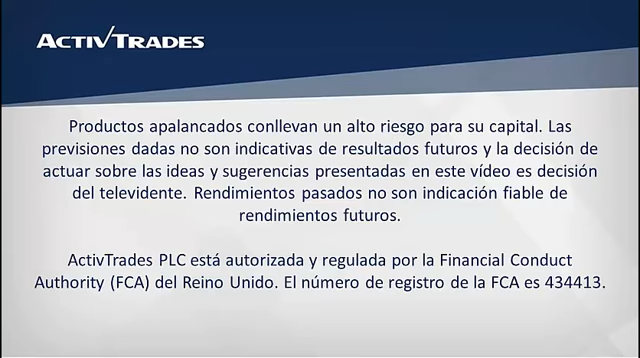 ACTIVTRADES
Productos apalancados conllevan un alto riesgo para su capital. Las
previsiones dadas no son indicativas de resultados futuros y la decisión de
actuar sobre las ideas y sugerencias presentadas en este vídeo es decisión
del televidente. Rendimientos pasados no son indicación fiable de
rendimientos futuros.
ActivTrades PLC está autorizada y regulada por la Financial Conduct
Authority (FCA) del Reino Unido. El número de registro de la FCA es 434413.